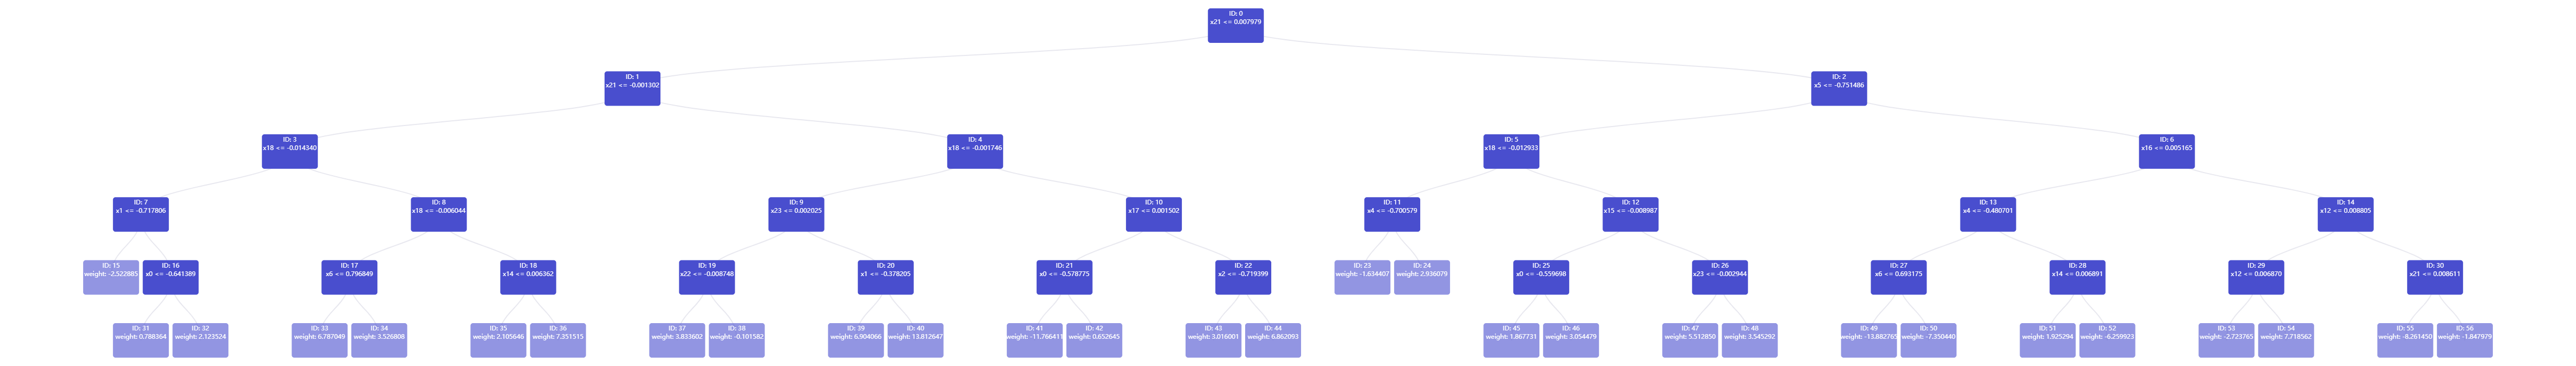 ID: 0
x21 <= 0.007979
ID: 1
x21 <= -0.001302
ID: 2
x5 <= -0.751486
ID: 3
x18 <= -0.014340
ID: 4
x18 <= -0.001746
ID: 5
x18 <= -0.012933
ID: 6
x16 <= 0.005165
ID: 7
x1 <= -0.717806
ID: 8
x18 <= -0.006044
ID: 9
x23 <= 0.002025
ID: 10
x17 <= 0.001502
ID: 11
x4 <= -0.700579
ID: 12
x15 <= -0.008987
ID: 13
x4 <= -0.480701
ID: 14
x12 <= 0.008805
ID: 15
weight: -2.522885
ID: 16
x0 <= -0.641389
ID: 17
x6 <= 0.796849
ID: 18
x14 <= 0.006362
ID: 19
x22 <= -0.008748
ID: 20
x1 <= -0.378205
ID: 21
x0 <= -0.578775
ID: 22
x2 <= -0.719399
ID: 23
weight: -1.634407
ID: 24
weight: 2.936079
ID: 25
x0 <= -0.559698
ID: 26
x23 <= -0.002944
ID: 27
x6 <= 0.693175
ID: 28
x14 <= 0.006891
ID: 29
x12 <= 0.006870
ID: 30
x21 <= 0.008611
ID: 31
weight: 0.788364
ID: 32
weight: 2.123524
ID: 33
weight: 6.787049
ID: 34
weight: 3.526808
ID: 35
weight: 2.105646
ID: 36
weight: 7.251515
ID: 37
weight: 3.833602
ID: 38
weight: -0.101582
ID: 39
weight: 6.904066
ID: 40
weight: 13.812647
ID: 41
weight: -11.766411
ID: 42
weight: 0.652645
ID: 43
weight: 3.016001
ID: 44
weight: 6.862093
ID: 45
weight: 1.867731
ID: 46
weight: 3.054479
ID: 47
weight: 5.512850
ID: 48
weight: 3.545292
ID: 49
weight: -13.882765
ID: 50
weight: -7.350440
ID: 51
weight: 1.925294
ID: 52
weight: -6.259923
ID: 53
weight: -2.723765
ID: 54
weight: 7.718562
ID: 55
weight: -8.261450
ID: 56
weight: -1.847979